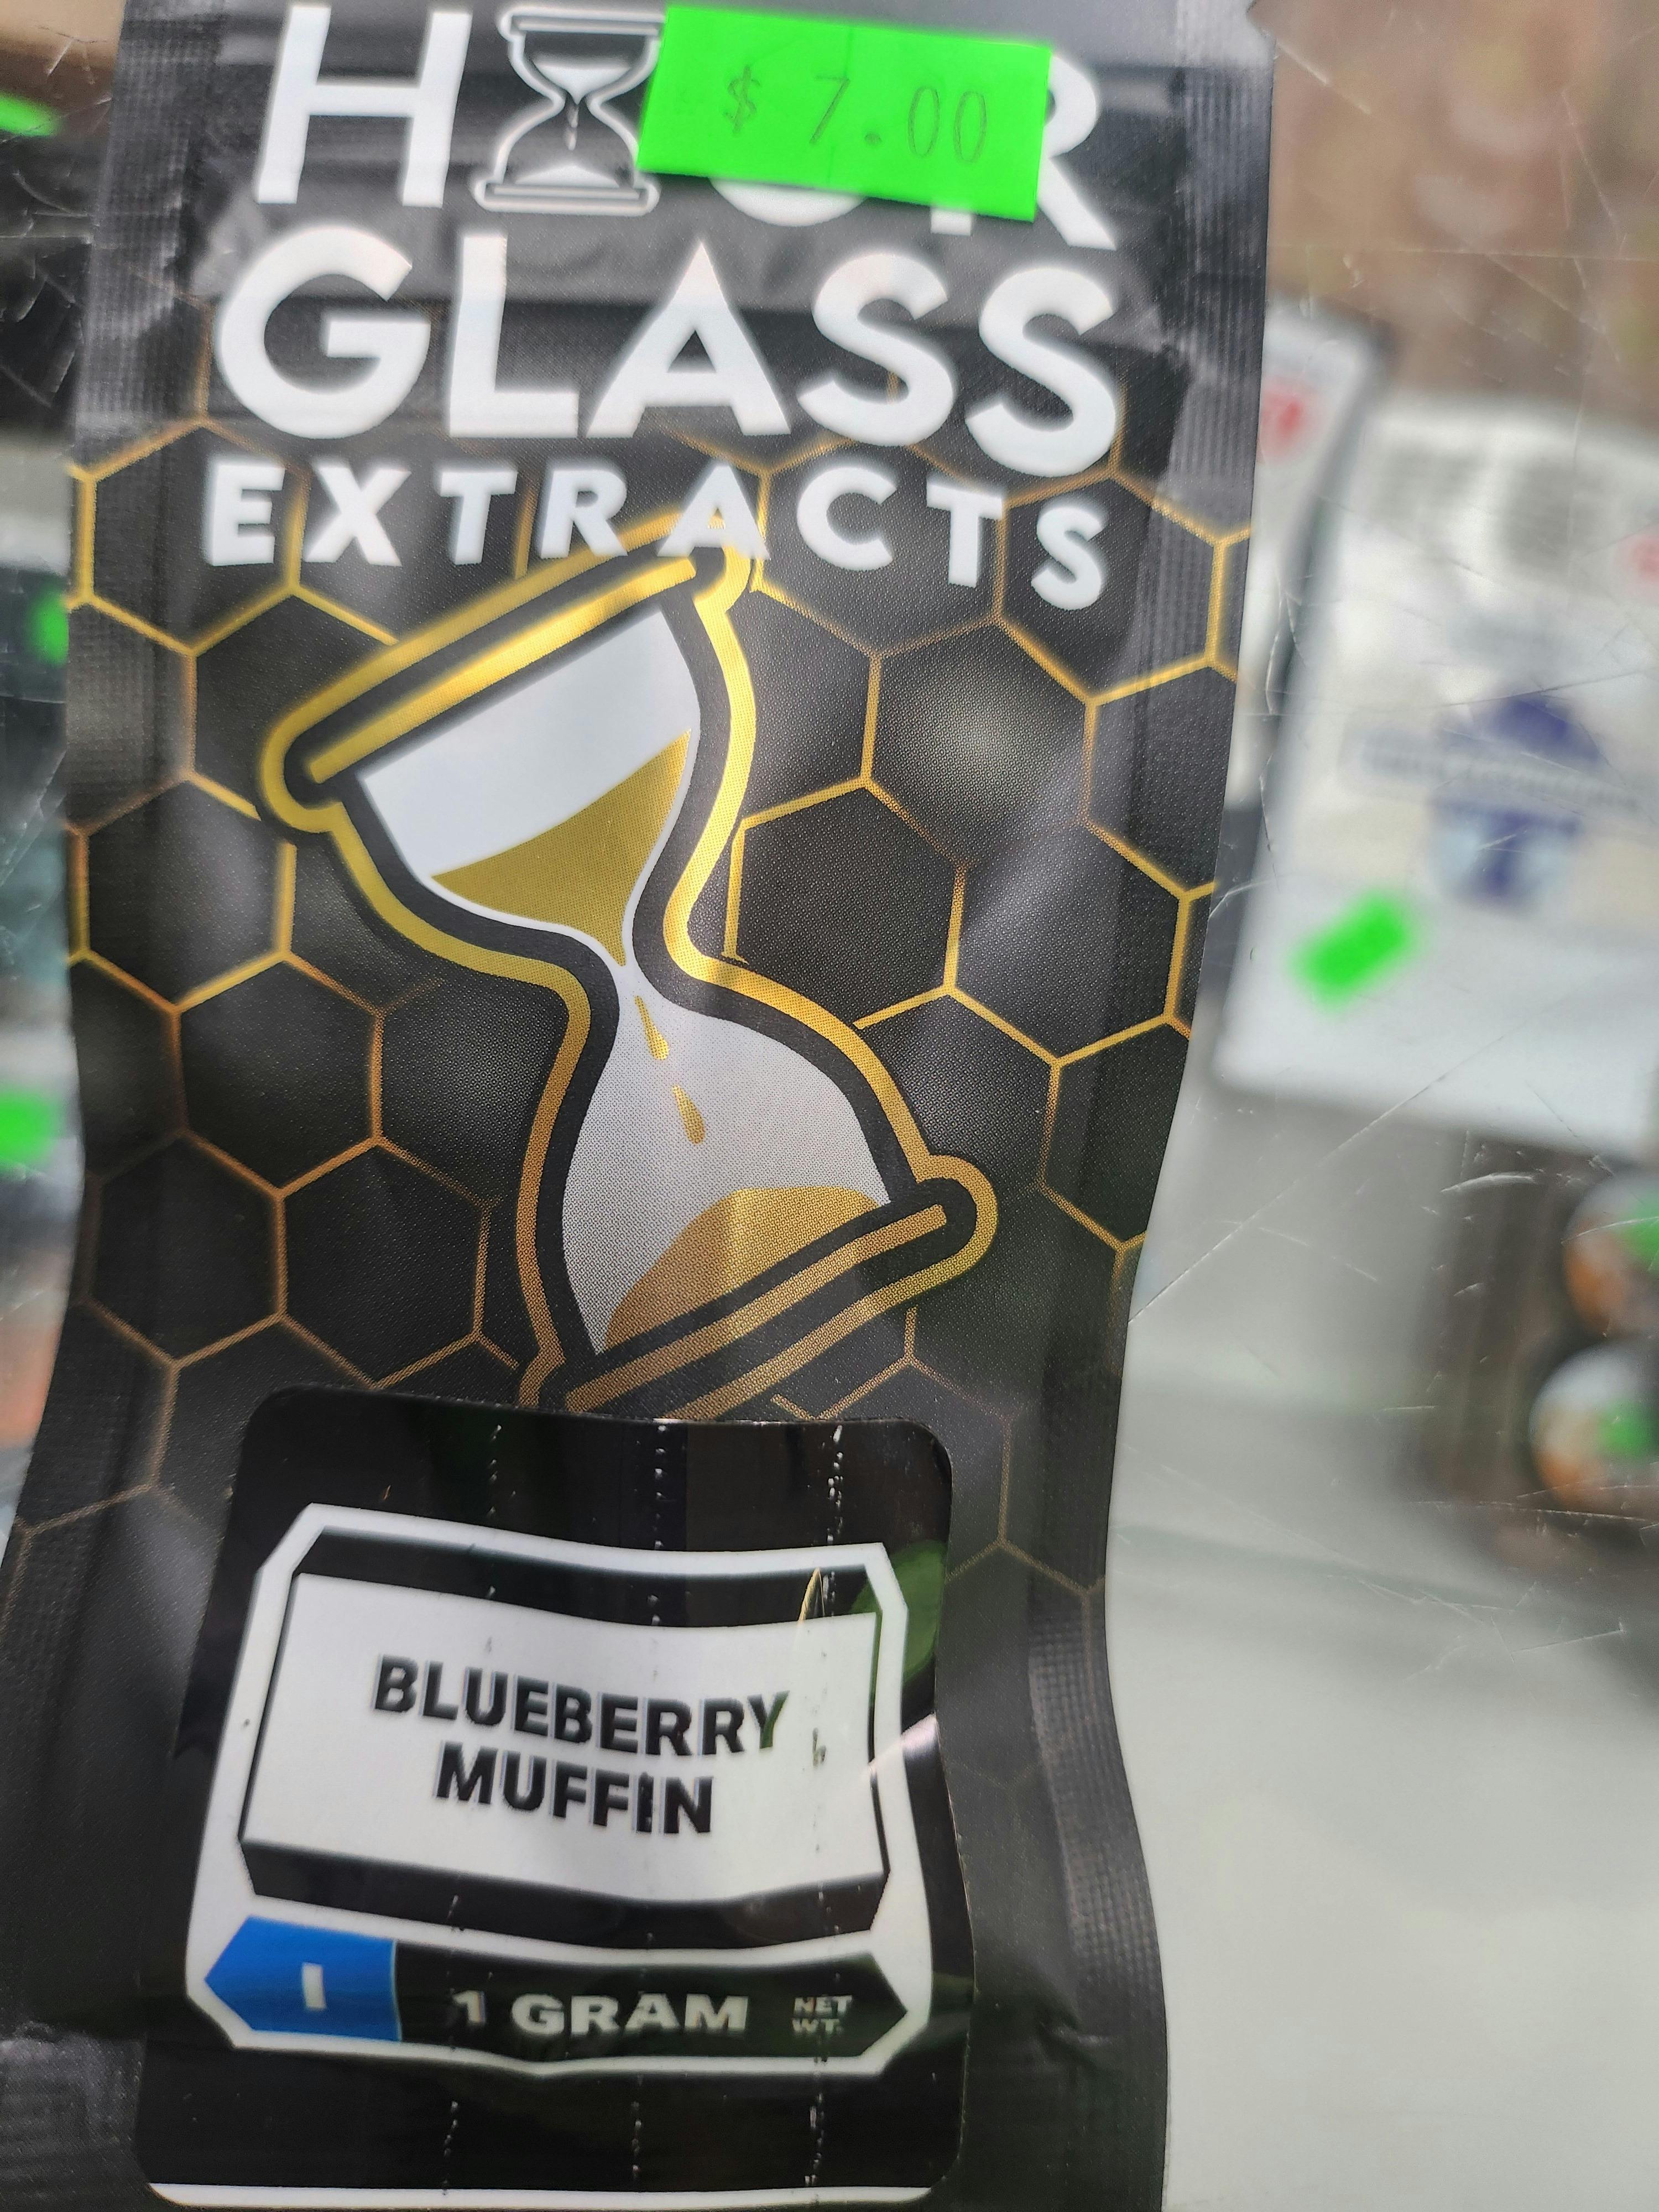 $ 7.00
H R
GLASS
EXTRACTS
BLUEBERRY
MUFFIN
I 1 GRAM NET
WT.